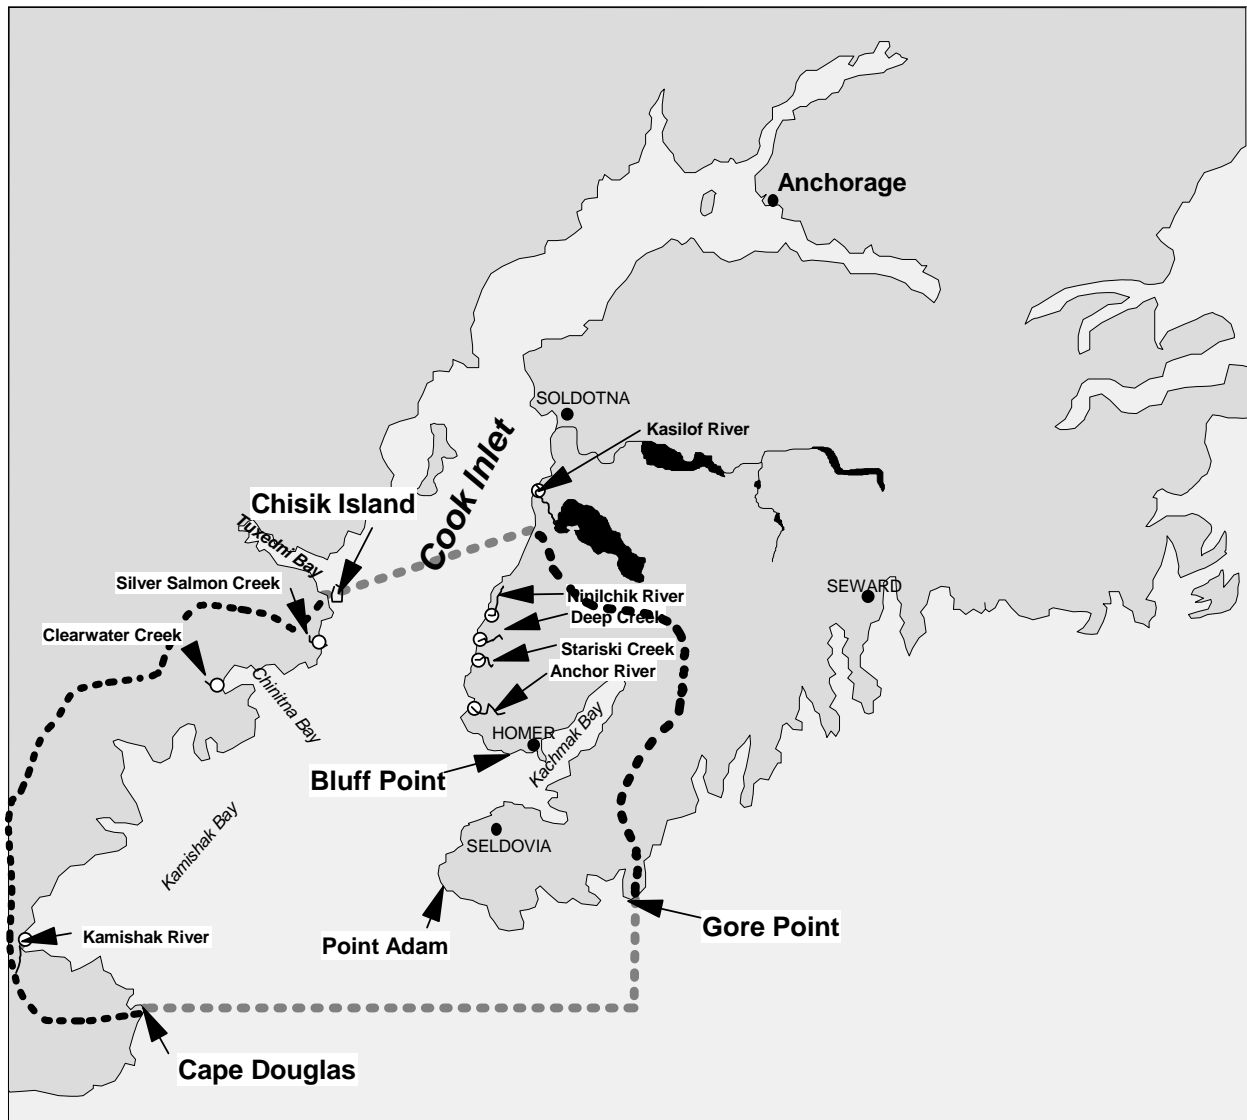 Anchorage
SOLDOTNA
Kasilof River
Cook Inlet
Chisik Island
Tuxedni Bay
Silver Salmon Creek
SEWARD
Ninilchik River
Deep Creek
Clearwater Creek
Stariski Creek
Anchor River
Chinitna Bay
HOMER
Kachmak Bay
Bluff Point
Kamishak Bay
SELDOVIA
Gore Point
Kamishak River
Point Adam
Cape Douglas